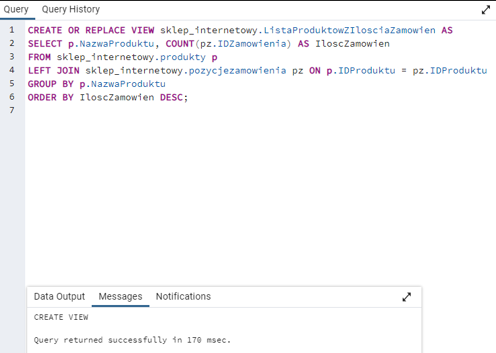 Query Query History
1 CREATE OR REPLACE VIEW sklep_internetowy.ListaProduktowZIlosciaZamowien AS
2 SELECT p.NazwaProduktu, COUNT(pz.IDZamowienia) AS IloscZamowien
3 FROM sklep_internetowy.produkty p
4 LEFT JOIN sklep_internetowy.pozycjezamowienia pz ON p.IDProduktu = pz.IDProduktu
5 GROUP BY p.NazwaProduktu
6 ORDER BY IloscZamowien DESC;
7
Data Output Messages Notifications
CREATE VIEW
Query returned successfully in 170 msec.